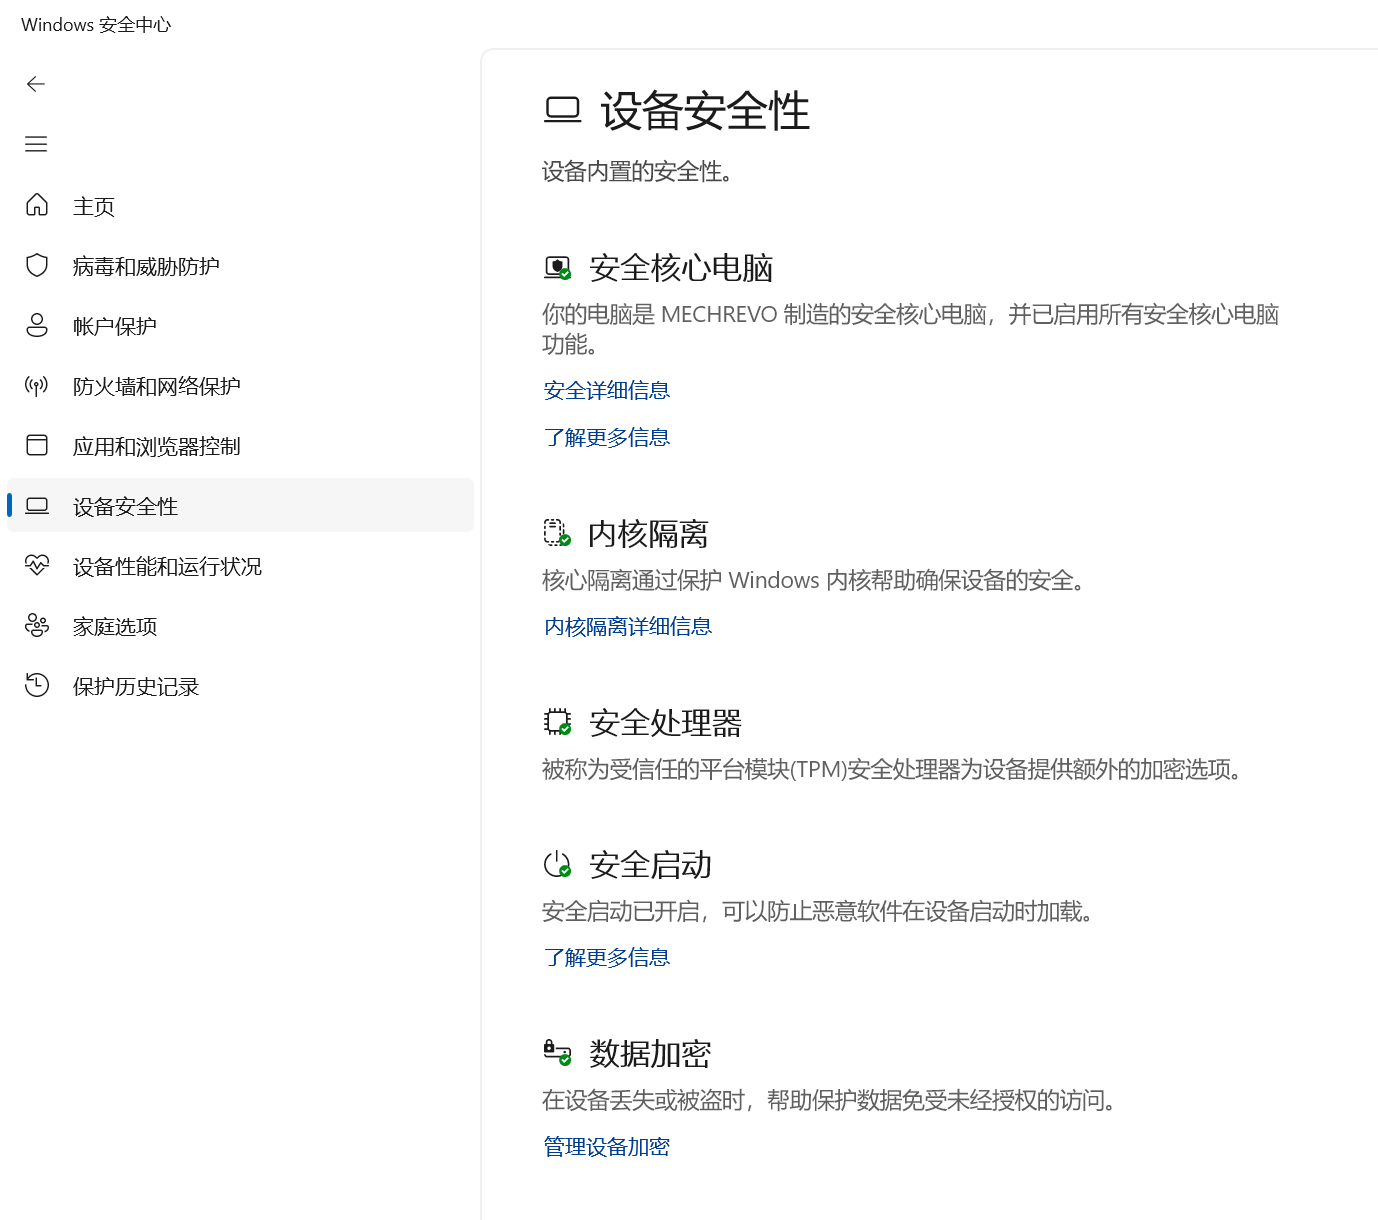 Windows 安全中心
主页
病毒和威胁防护
帐户保护
防火墙和网络保护
应用和浏览器控制
设备安全性
设备性能和运行状况
家庭选项
保护历史记录
设备安全性
设备内置的安全性。
安全核心电脑
你的电脑是 MECHREVO 制造的安全核心电脑，并已启用所有安全核心电脑
功能。
安全详细信息
了解更多信息
内核隔离
核心隔离通过保护 Windows 内核帮助确保设备的安全。
内核隔离详细信息
安全处理器
被称为受信任的平台模块(TPM)安全处理器为设备提供额外的加密选项。
安全启动
安全启动已开启，可以防止恶意软件在设备启动时加载。
了解更多信息
数据加密
在设备丢失或被盗时，帮助保护数据免受未经授权的访问。
管理设备加密